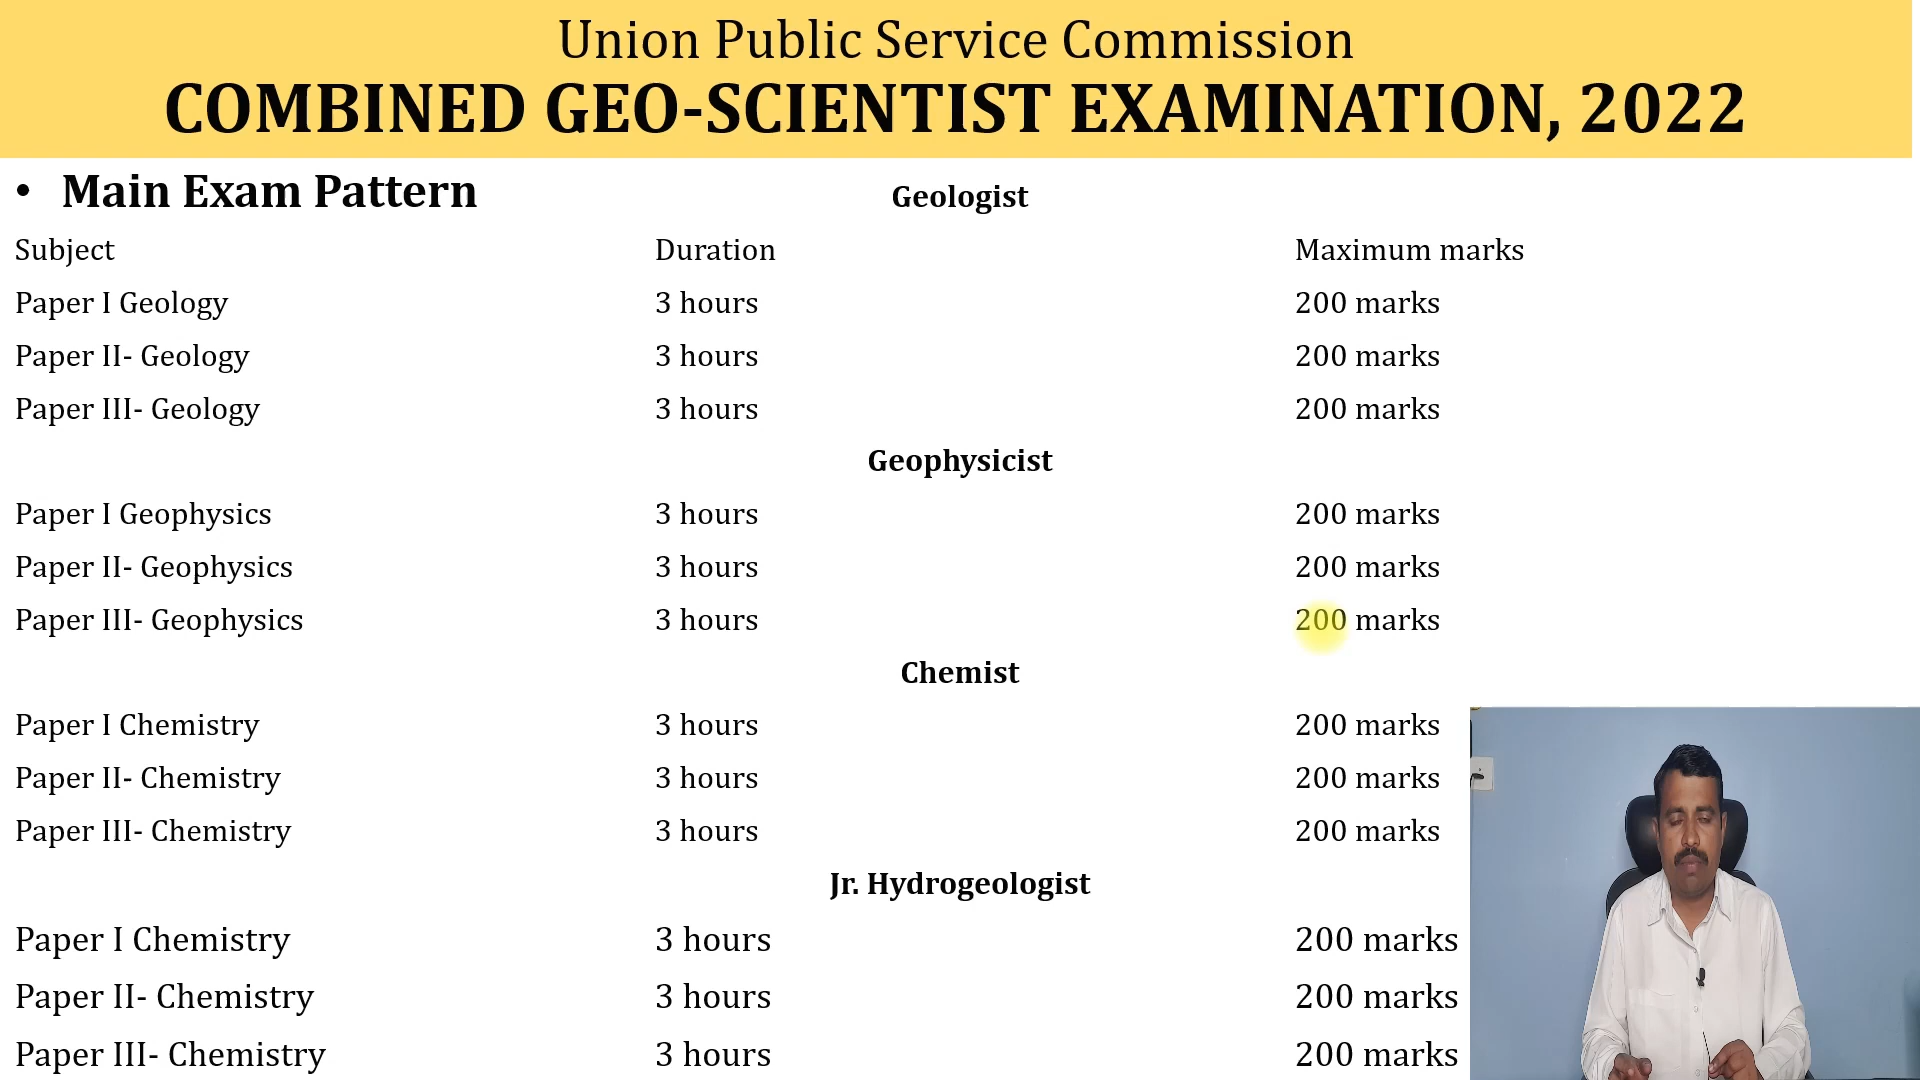 Union Public Service Commission
COMBINED GEO-SCIENTIST EXAMINATION, 2022
• Main Exam Pattern
Geologist
Subject Duration Maximum marks
Paper I Geology 3 hours 200 marks
Paper II- Geology 3 hours 200 marks
Paper III- Geology 3 hours 200 marks
Geophysicist
Paper I Geophysics 3 hours 200 marks
Paper II- Geophysics 3 hours 200 marks
Paper III- Geophysics 3 hours 200 marks
Chemist
Paper I Chemistry 3 hours 200 marks
Paper II- Chemistry 3 hours 200 marks
Paper III- Chemistry 3 hours 200 marks
Jr. Hydrogeologist
Paper I Chemistry 3 hours 200 marks
Paper II- Chemistry 3 hours 200 marks
Paper III- Chemistry 3 hours 200 marks